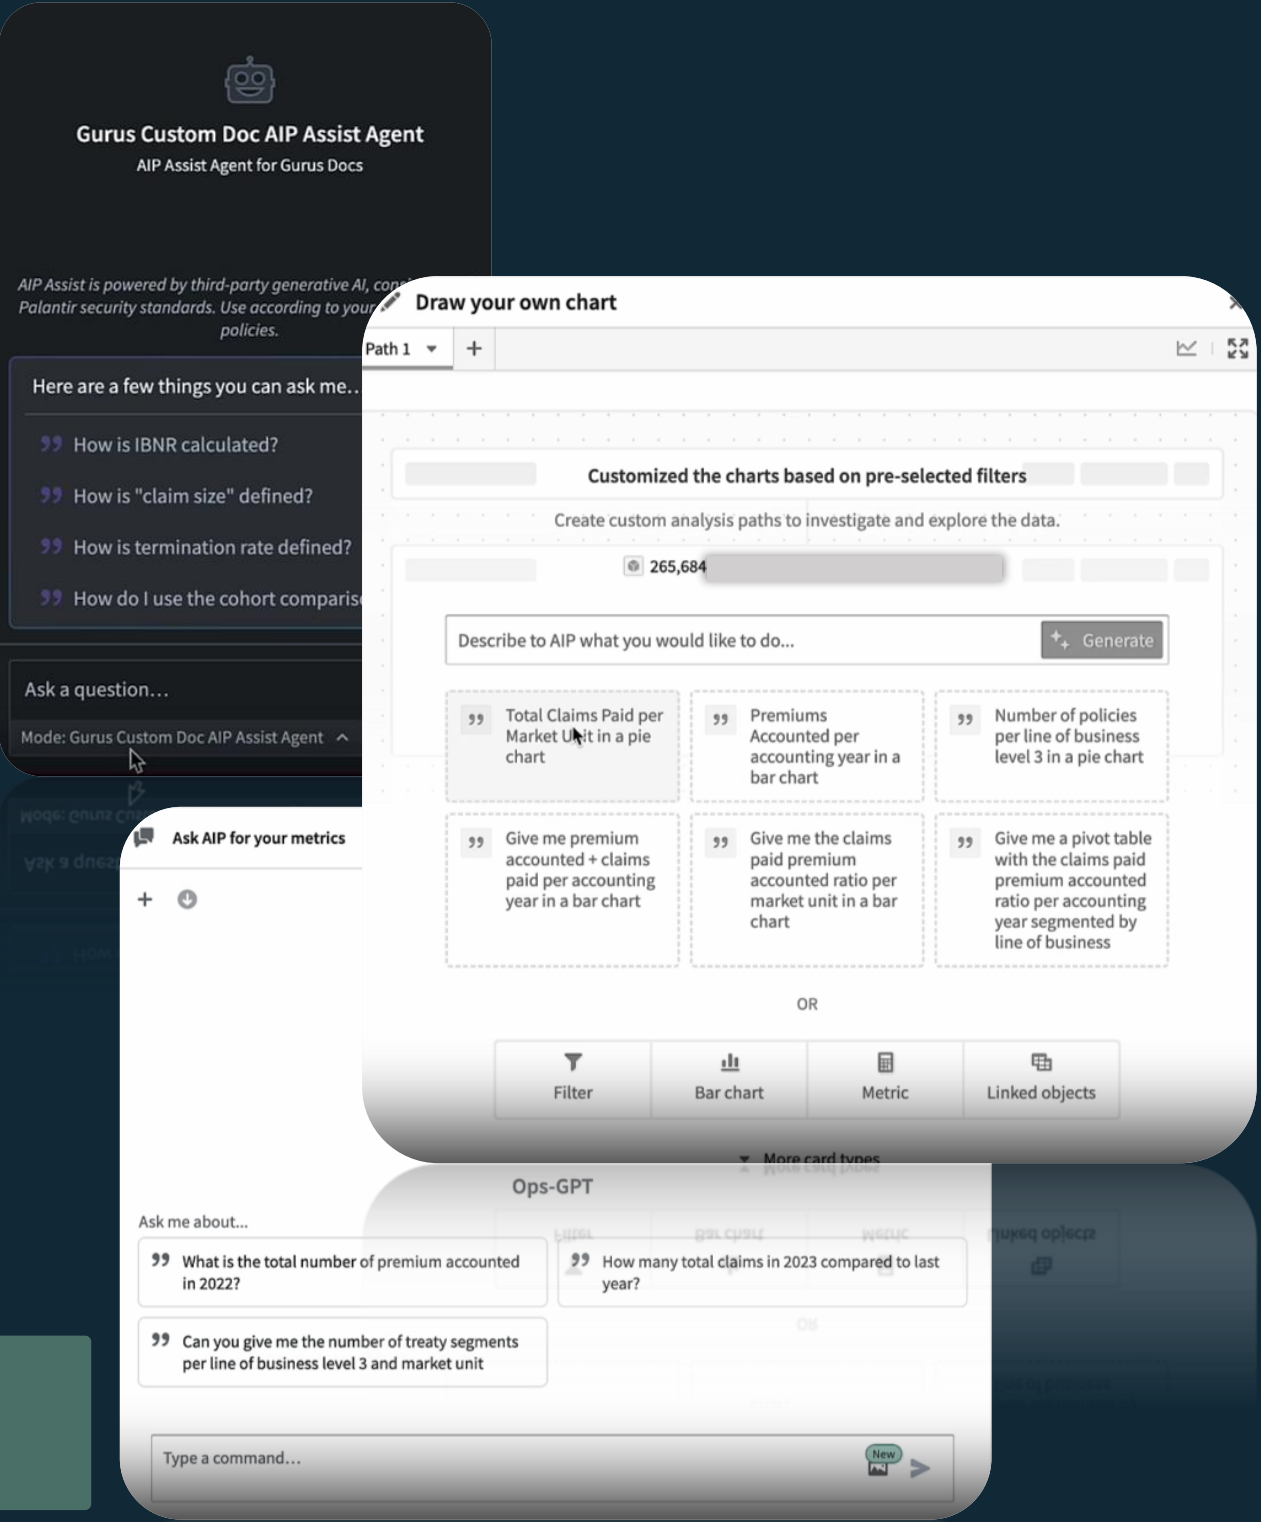 Gurus Custom Doc AIP Assist Agent
AIP Assist Agent for Gurus Docs
AIP Assist is powered by third-party generative AI,
Palantir security standards. Use according to your
policies.
Here are a few things you can ask me…
How is IBNR calculated?
How is "claim size" defined?
How is termination rate defined?
How do I use the cohort
Ask a question…
Mode: Gurus Custom Doc AIP Assist Agent
Draw your own chart
Path 1
Customized the charts based on pre-selected filters
Create custom analysis paths to investigate and explore the data.
265,684
Describe to AIP what you would like to do...
Generate
Total Claims Paid per
Market Unit in a pie
chart
Premiums
Accounted per
accounting year in a
bar chart
Number of policies
per line of business
level 3 in a pie chart
Give me premium
accounted + claims
paid per accounting
year in a bar chart
Give me the claims
paid premium
accounted ratio per
market unit in a bar
chart
Give me a pivot table
with the claims paid
premium accounted
ratio per accounting
year segmented by
line of business
OR
Filter
Bar chart
Metric
Linked objects
More card types
Ask AIP for your metrics
Ops-GPT
Ask me about...
What is the total number of premium accounted
in 2022?
How many total claims in 2023 compared to last
year?
Can you give me the number of treaty segments
per line of business level 3 and market unit
Type a command...
New